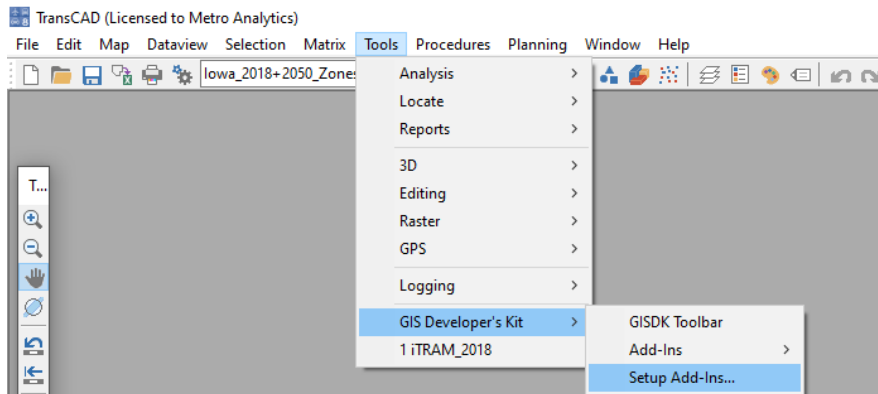 TransCAD (Licensed to Metro Analytics)
File Edit Map Dataview Selection Matrix Tools Procedures Planning Window Help
Iowa_2018+2050_Zone
Analysis
Locate
Reports
3D
Editing
Raster
GPS
Logging
GIS Developer's Kit
1 iTRAM_2018
GISDK Toolbar
Add-Ins
Setup Add-Ins...
T...